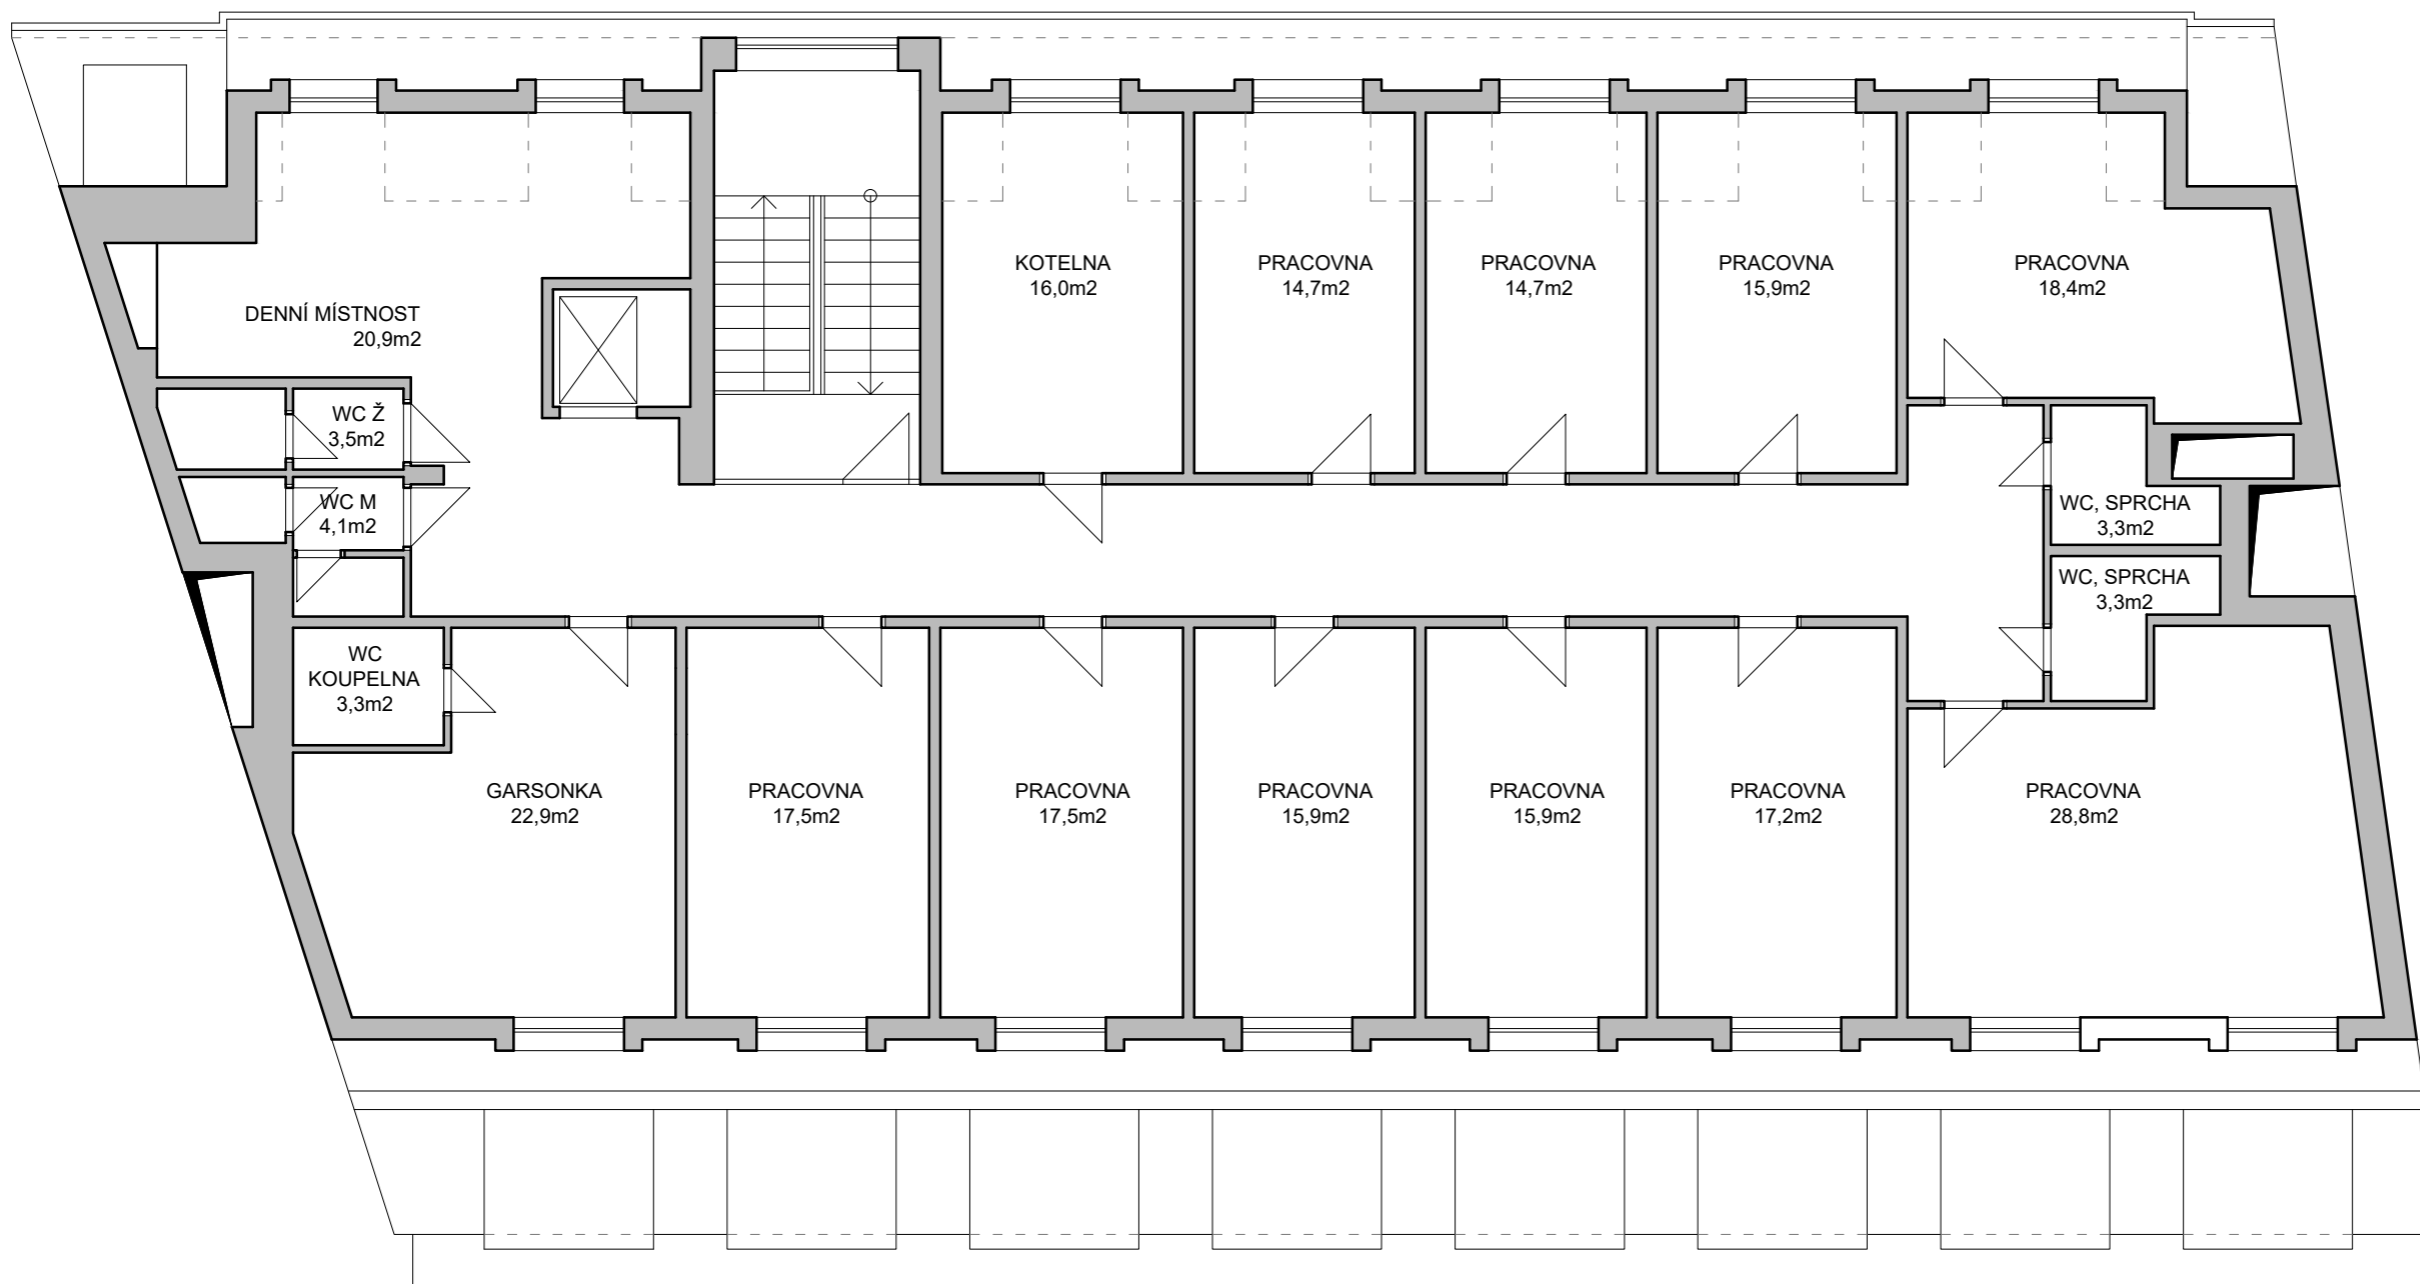 KOTELNA
16,0m2
PRACOVNA
14,7m2
PRACOVNA
14,7m2
PRACOVNA
15,9m2
PRACOVNA
18,4m2
DENNÍ MÍSTNOST
20,9m2
WC Ž
3,5m2
WC M
4,1m2
WC, SPRCHA
3,3m2
WC, SPRCHA
3,3m2
WC
KOUPELNA
3,3m2
GARSONKA
22,9m2
PRACOVNA
17,5m2
PRACOVNA
17,5m2
PRACOVNA
15,9m2
PRACOVNA
15,9m2
PRACOVNA
17,2m2
PRACOVNA
28,8m2